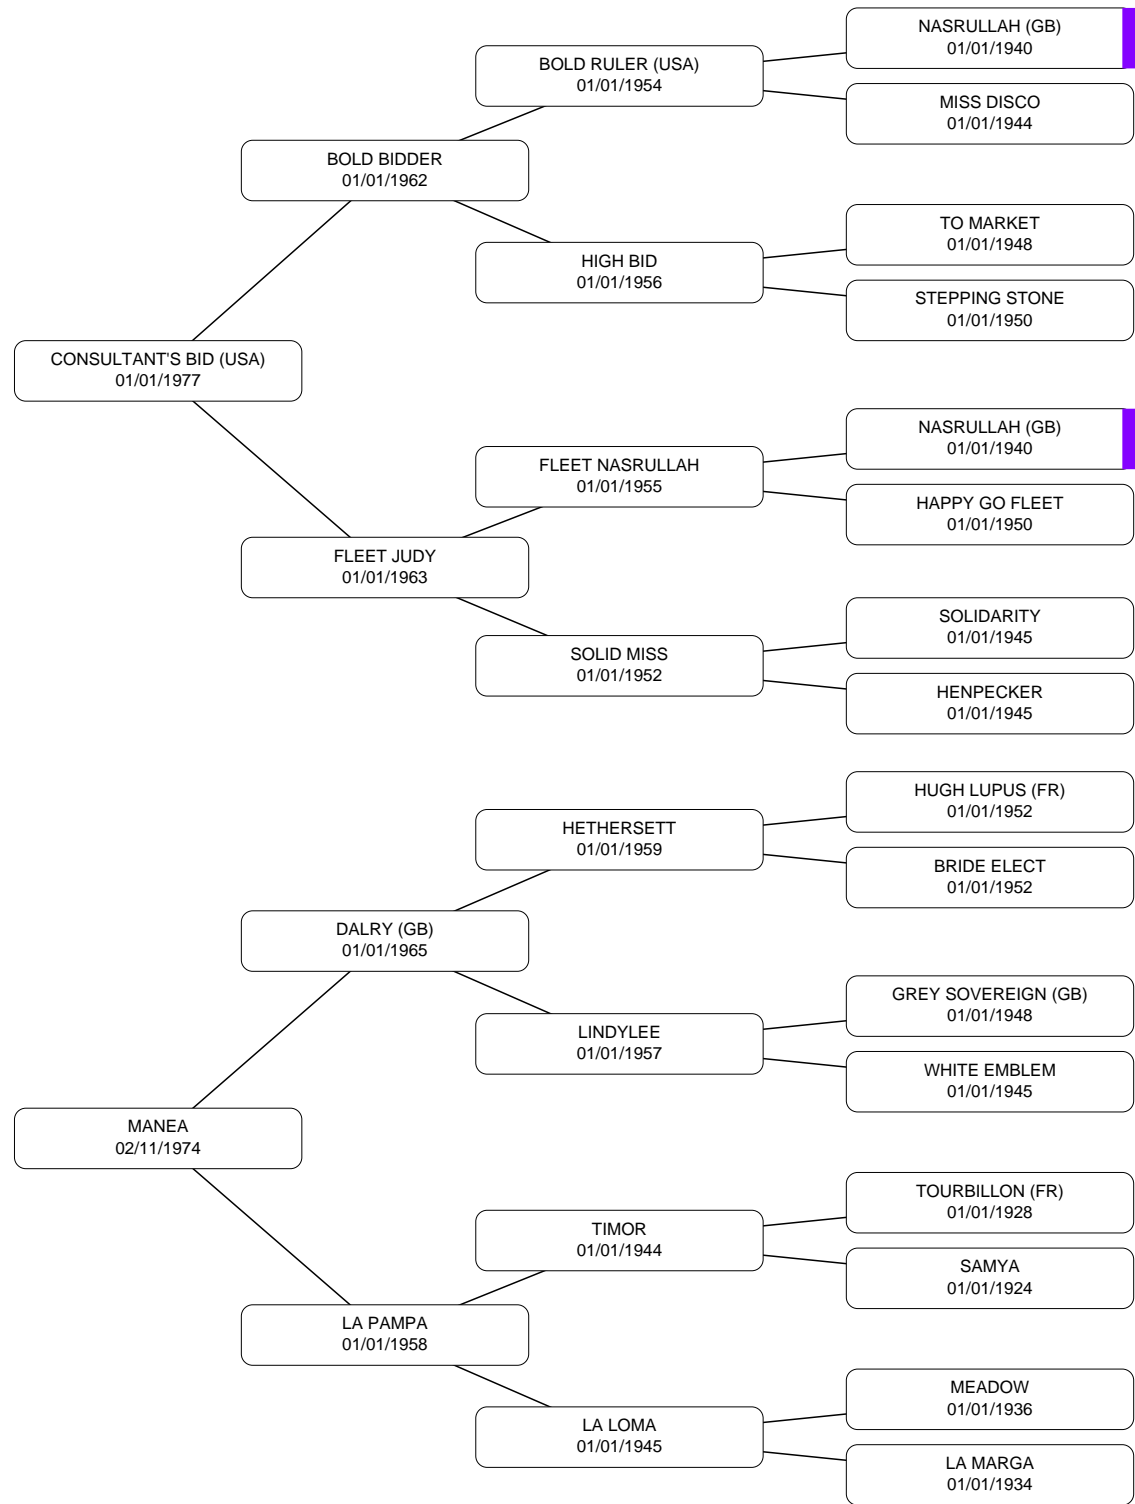 NASRULLAH (GB)
01/01/1940
BOLD RULER (USA)
01/01/1954
MISS DISCO
01/01/1944
BOLD BIDDER
01/01/1962
TO MARKET
01/01/1948
HIGH BID
01/01/1956
STEPPING STONE
01/01/1950
CONSULTANT'S BID (USA)
01/01/1977
NASRULLAH (GB)
01/01/1940
FLEET NASRULLAH
01/01/1955
HAPPY GO FLEET
01/01/1950
FLEET JUDY
01/01/1963
SOLIDARITY
01/01/1945
SOLID MISS
01/01/1952
HENPECKER
01/01/1945
HUGH LUPUS (FR)
01/01/1952
HETHERSETT
01/01/1959
BRIDE ELECT
01/01/1952
DALRY (GB)
01/01/1965
GREY SOVEREIGN (GB)
01/01/1948
LINDYLEE
01/01/1957
WHITE EMBLEM
01/01/1945
MANEA
02/11/1974
TOURBILLON (FR)
01/01/1928
TIMOR
01/01/1944
SAMYA
01/01/1924
LA PAMPA
01/01/1958
MEADOW
01/01/1936
LA LOMA
01/01/1945
LA MARGA
01/01/1934